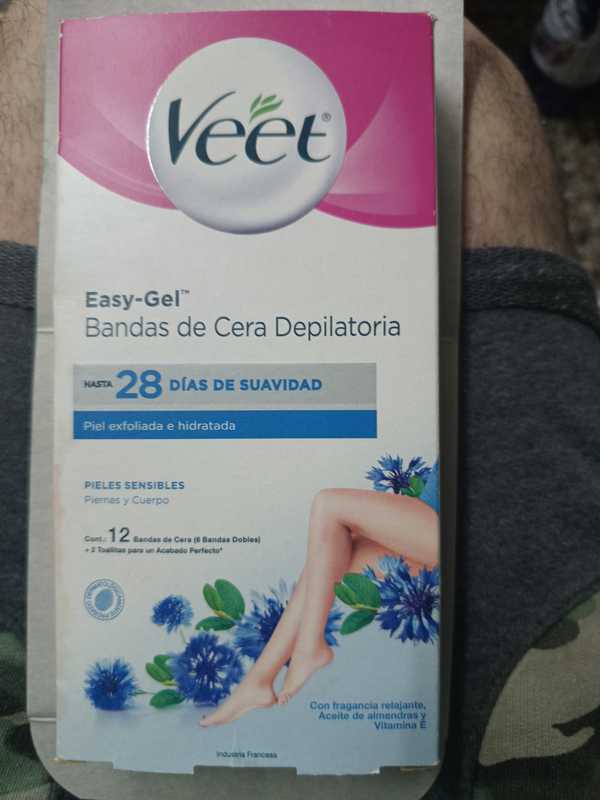 Veet®
Easy-Gel™
Bandas de Cera Depilatoria
HASTA 28 DÍAS DE SUAVIDAD
Piel exfoliada e hidratada
PIELES SENSIBLES
Piernas y Cuerpo
Cont.: 12 Bandas de Cera (6 Bandas Dobles)
+ 2 Toallitas para un Acabado Perfecto*
Con fragancia relajante,
Aceite de almendras y
Vitamina E
Industria Francesa